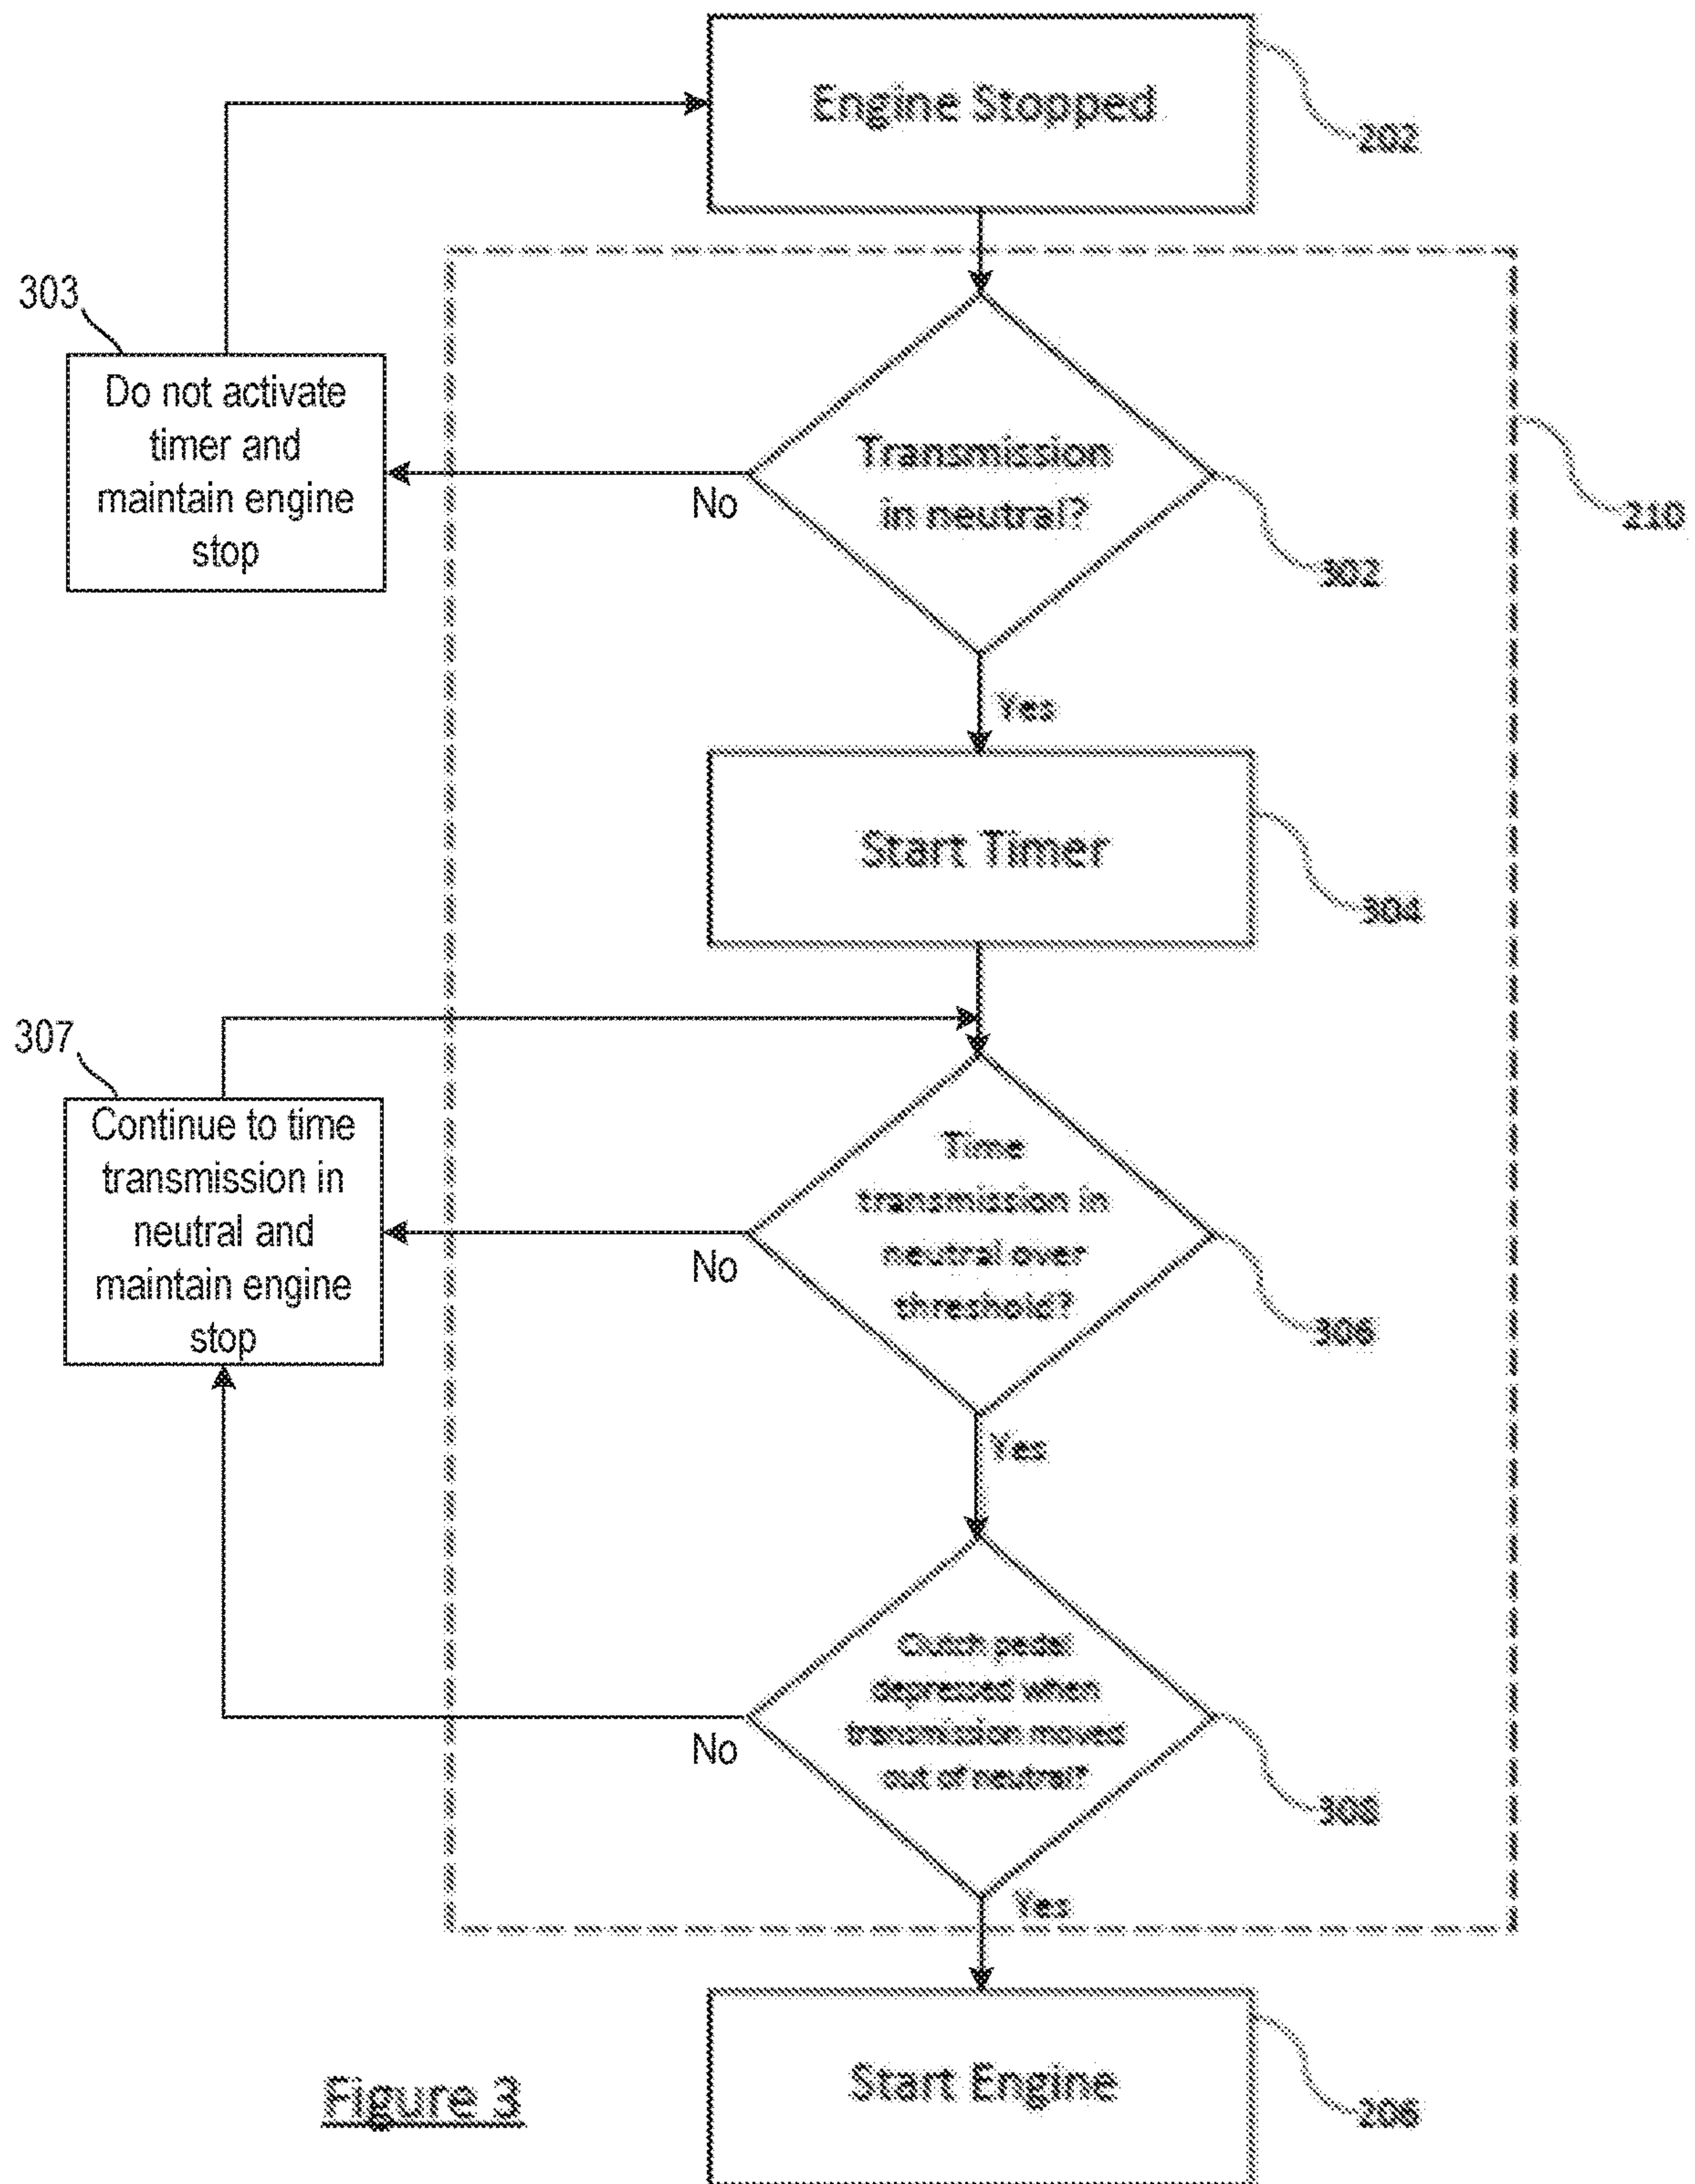 Engine Stopped
202
303
Do not activate
timer and
maintain engine
stop
No
Transmission
in neutral?
302
210
Yes
Start Timer
304
307
Continue to time
transmission in
neutral and
maintain engine
stop
No
Time
transmission in
neutral over
threshold?
306
Yes
Clutch pedal
depressed when
transmission moved
out of neutral?
No
308
Yes
Start Engine
206
Figure 3